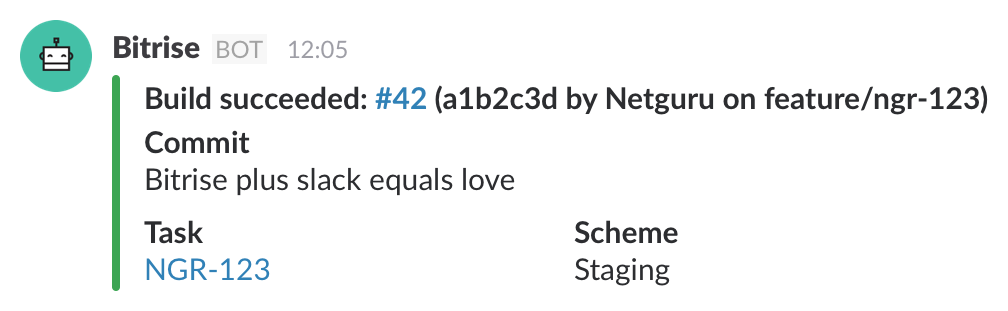 Bitrise BOT 12:05
Build succeeded: #42 (a1b2c3d by Netguru on feature/ngr-123)
Commit
Bitrise plus slack equals love
Task Scheme
NGR-123 Staging